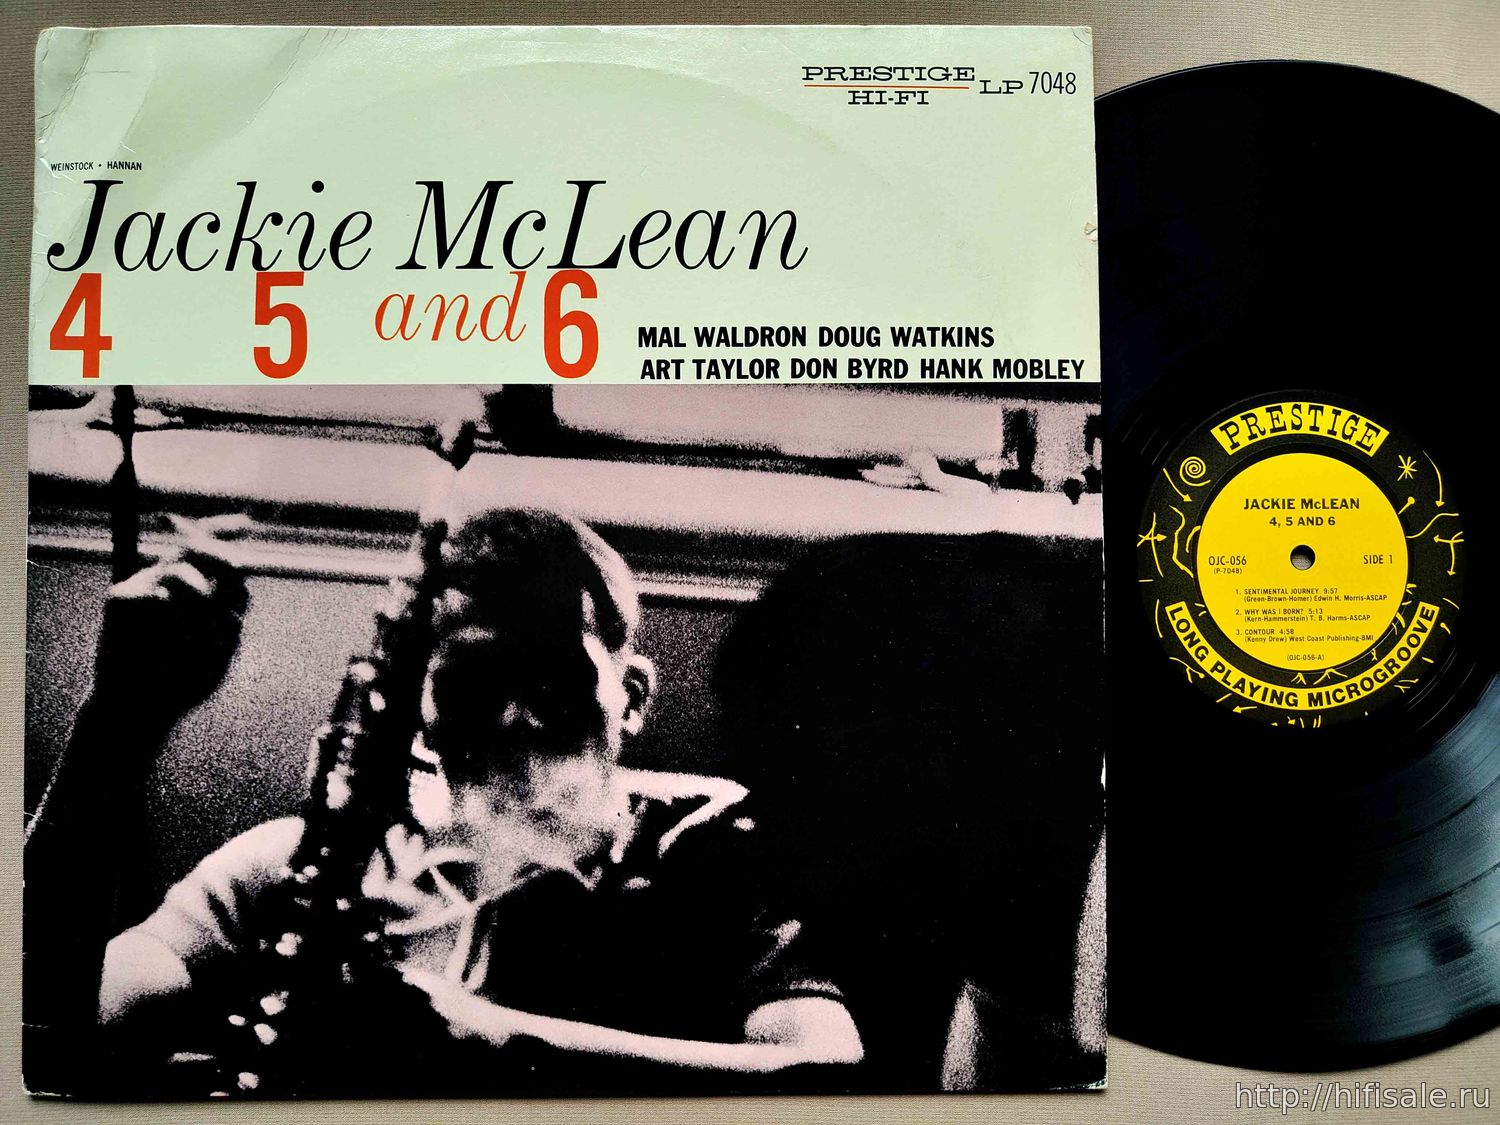 PRESTIGE
HI-FI
LP 7048
WEINSTOCK • HANNAN
Jackie McLean
4 5 and 6
MAL WALDRON DOUG WATKINS
ART TAYLOR DON BYRD HANK MOBLEY
PRESTIGE
JACKIE McLEAN
4, 5 AND 6
OJC-056
(P-7048)
SIDE 1
1. SENTIMENTAL JOURNEY 9:57
(Green-Brown-Homer) Edwin H. Morris-ASCAP
2. WHY WAS I BORN? 5:13
(Kern-Hammerstein) T. B. Harms-ASCAP
3. CONTOUR 4:58
(Kenny Drew) West Coast Publishing-BMI
(OJC-056-A)
LONG PLAYING MICROGROOVE
http://hifisale.ru